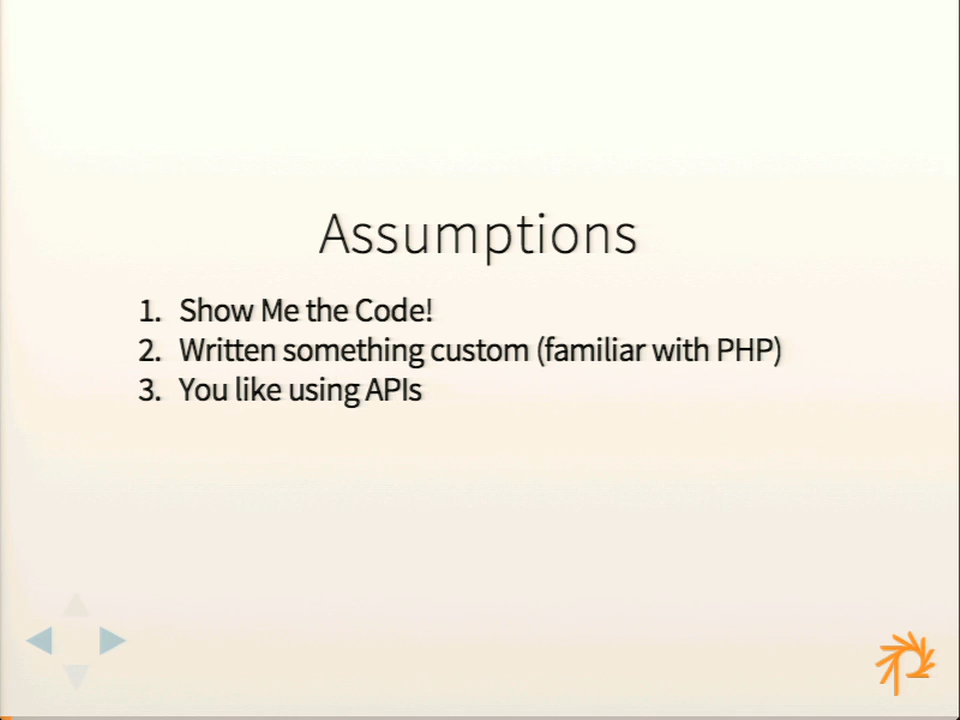 Assumptions
1. Show Me the Code!
2. Written something custom (familiar with PHP)
3. You like using APIs